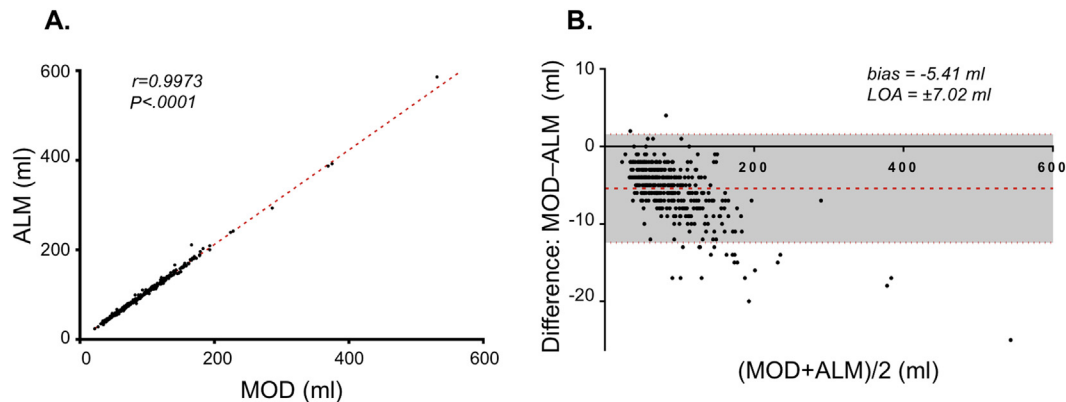 A.
r=0.9973
P<.0001
600
400
200
0
0 200 400 600
ALM (ml)
MOD (ml)
B.
bias = -5.41 ml
LOA = ±7.02 ml
10
0
-10
-20
200 400 600
Difference: MOD–ALM (ml)
(MOD+ALM)/2 (ml)